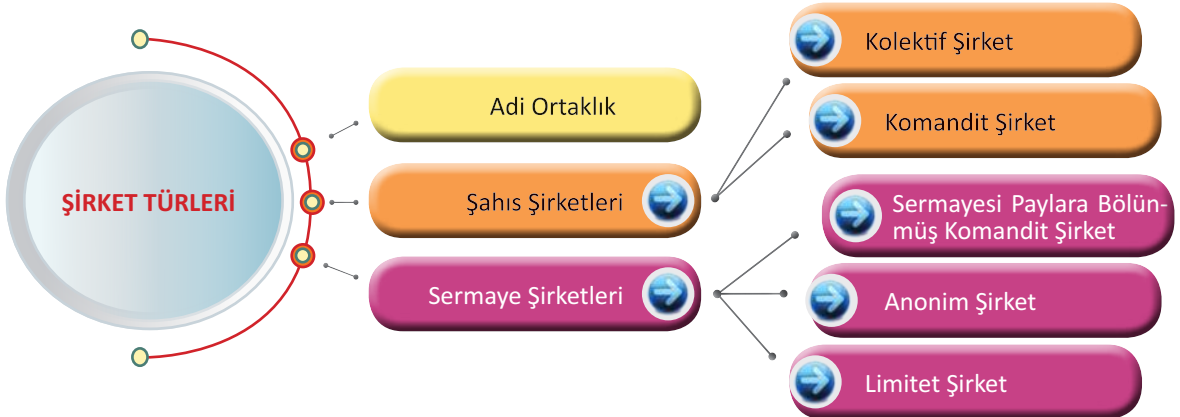 ŞİRKET TÜRLERİ
Adi Ortaklık
Şahıs Şirketleri
Sermaye Şirketleri
Kolektif Şirket
Komandit Şirket
Sermayesi Paylara Bölün-
müş Komandit Şirket
Anonim Şirket
Limitet Şirket